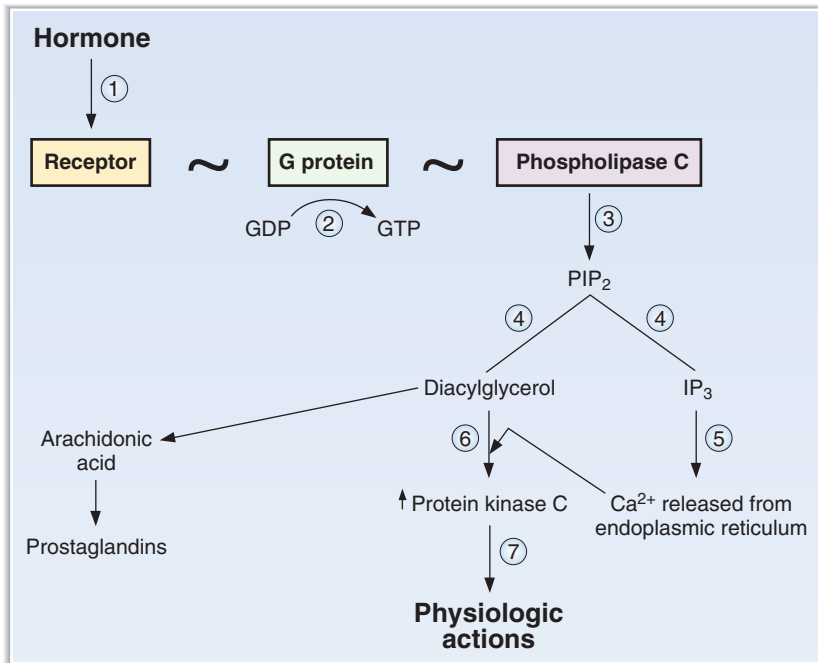 Hormone
①
Receptor ~ G protein ~ Phospholipase C
GDP ② GTP
③
PIP₂
④ ④
Diacylglycerol IP₃
Arachidonic
acid
⑥ ⑤
Protein kinase C
Ca²⁺ released from
endoplasmic reticulum
Prostaglandins
⑦
Physiologic
actions